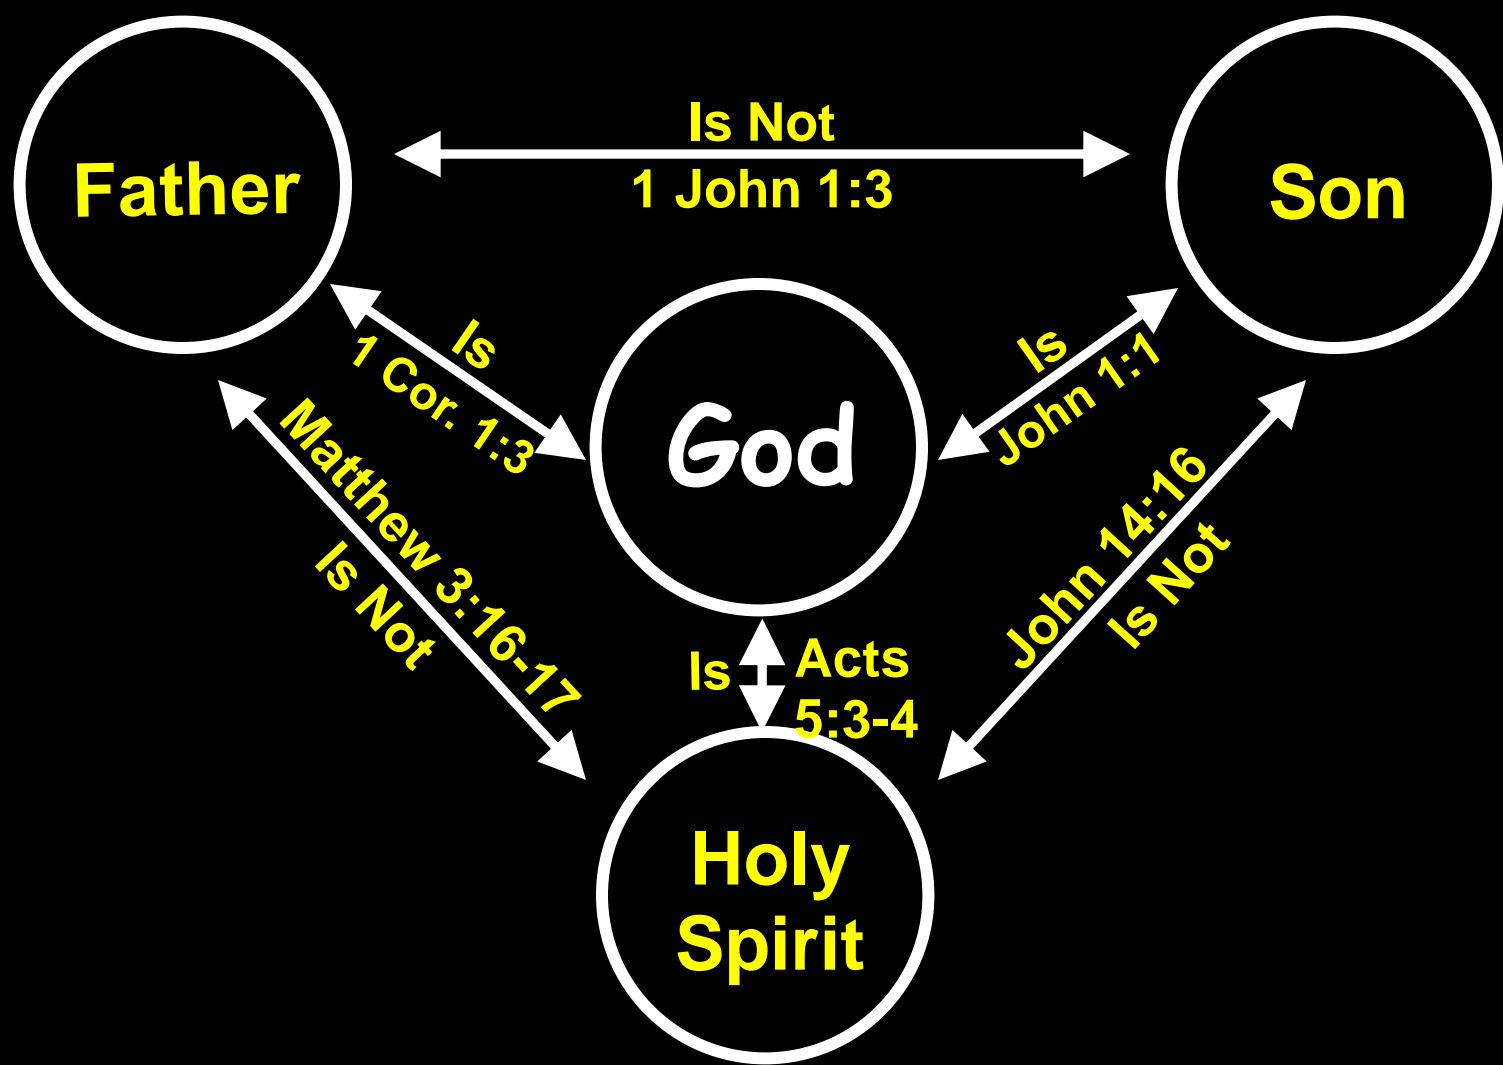 Is Not
1 John 1:3
Father
Son
Is
1 Cor. 1:3
Is
John 1:1
God
Matthew 3:16-17
Is Not
John 14:16
Is Not
Is
Acts
5:3-4
Holy
Spirit